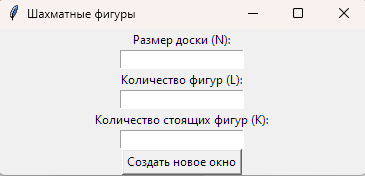 Шахматные фигуры
Размер доски (N):
Количество фигур (L):
Количество стоящих фигур (K):
Создать новое окно